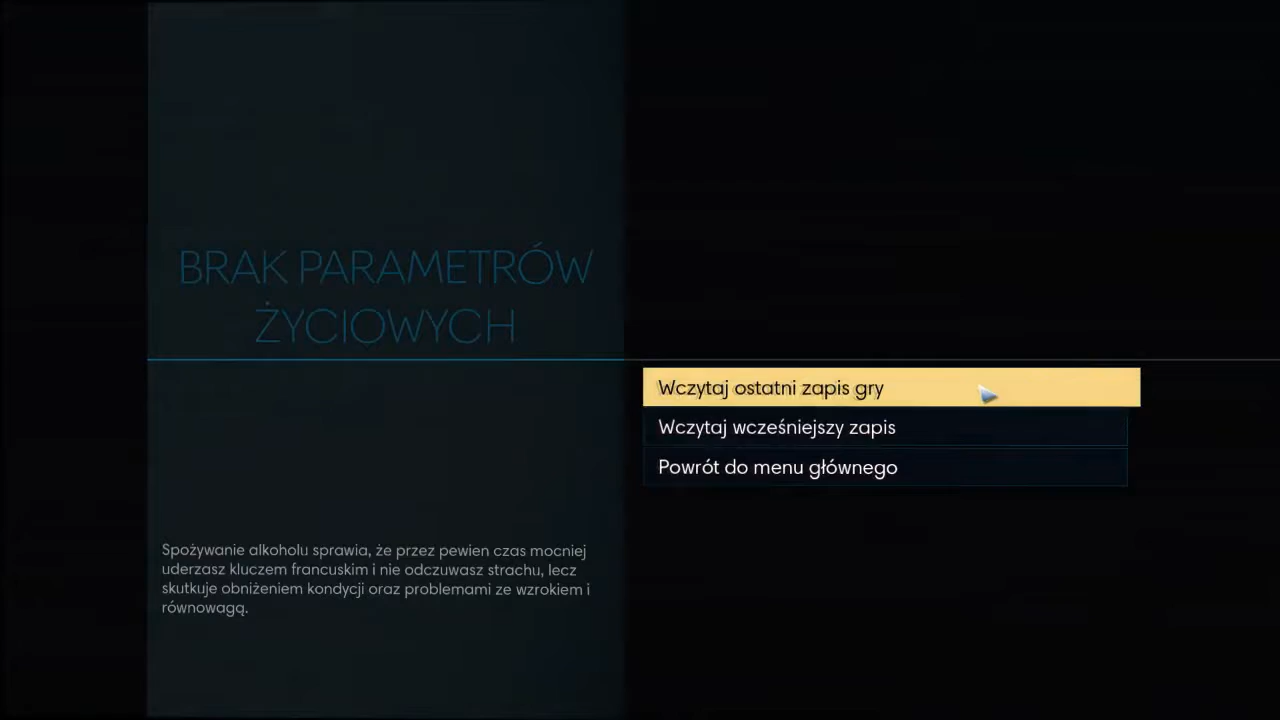 BRAK PARAMETRÓW
ŻYCIOWYCH
Wczytaj ostatni zapis gry
Wczytaj wcześniejszy zapis
Powrót do menu głównego
Spożywanie alkoholu sprawia, że przez pewien czas mocniej
uderzasz kluczem francuskim i nie odczuwasz strachu, lecz
skutkuje obniżeniem kondycji oraz problemami ze wzrokiem i
równowagą.